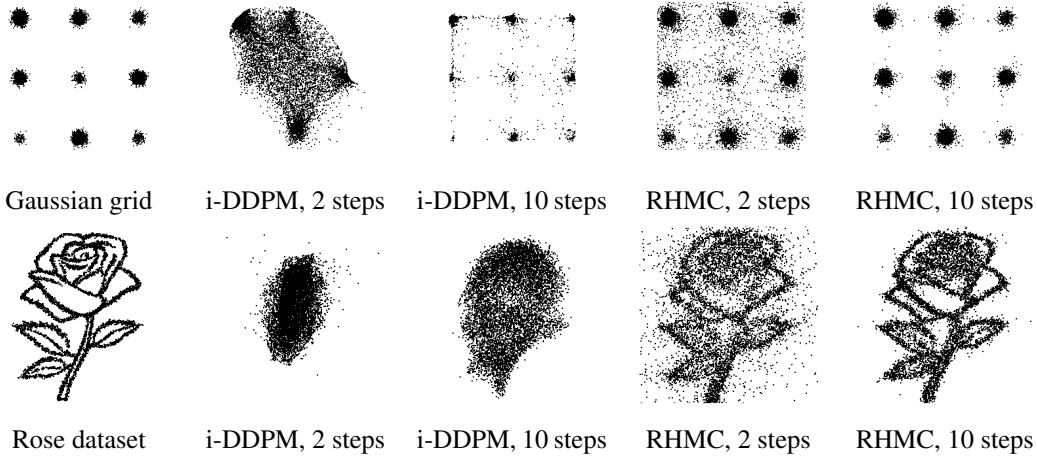 Gaussian grid i-DDPM, 2 steps i-DDPM, 10 steps RHMC, 2 steps RHMC, 10 steps
Rose dataset i-DDPM, 2 steps i-DDPM, 10 steps RHMC, 2 steps RHMC, 10 steps